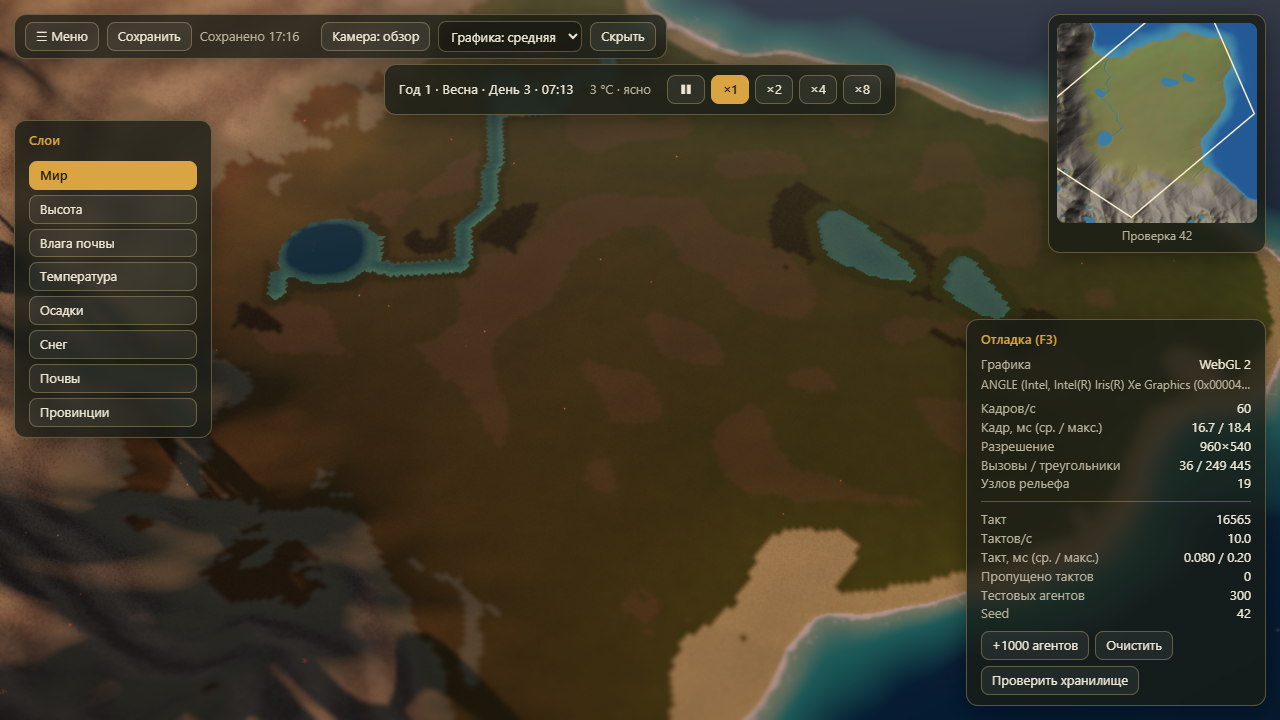 ☰ Меню
Сохранить
Сохранено 17:16
Камера: обзор
Графика: средняя
Скрыть
Год 1 · Весна · День 3 · 07:13
3 °C · ясно
×1
×2
×4
×8
Слои
Мир
Высота
Влага почвы
Температура
Осадки
Снег
Почвы
Провинции
Проверка 42
Отладка (F3)
Графика WebGL 2
ANGLE (Intel, Intel(R) Iris(R) Xe Graphics (0x00004...
Кадров/с 60
Кадр, мс (ср. / макс.) 16.7 / 18.4
Разрешение 960×540
Вызовы / треугольники 36 / 249 445
Узлов рельефа 19
Такт 16565
Тактов/с 10.0
Такт, мс (ср. / макс.) 0.080 / 0.20
Пропущено тактов 0
Тестовых агентов 300
Seed 42
+1000 агентов
Очистить
Проверить хранилище